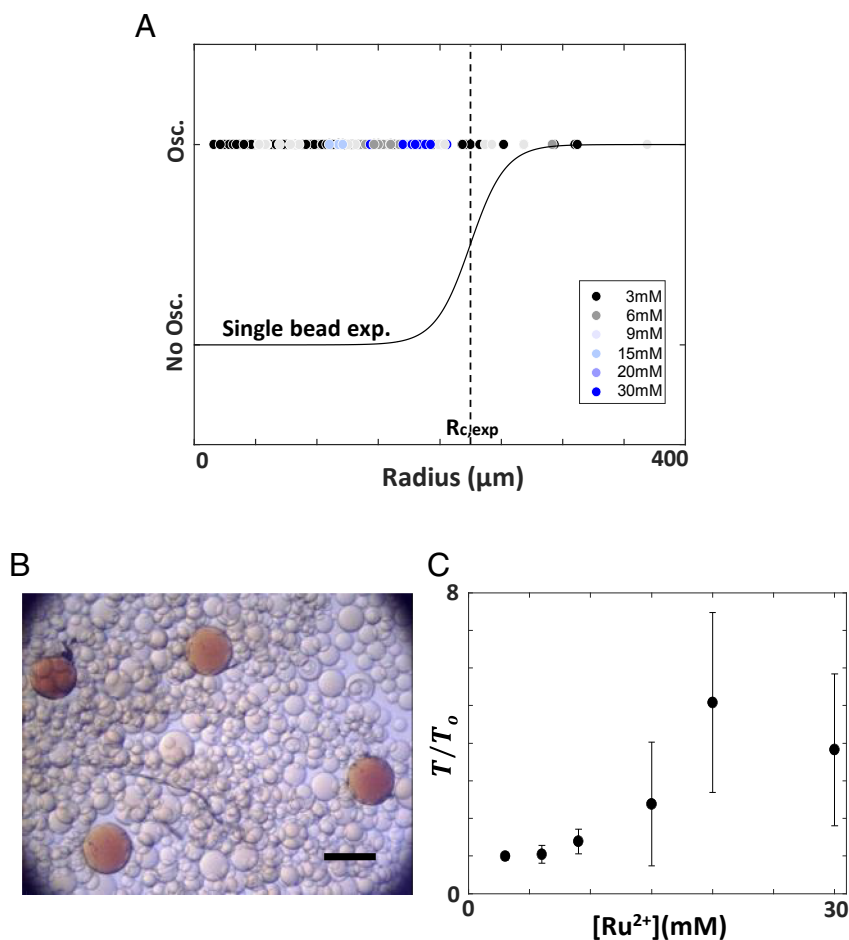 A
Osc.
No Osc.
Single bead exp.
3mM
6mM
9mM
15mM
20mM
30mM
Rc,exp
0
400
Radius (μm)
B
C
8
T/To
0
0
30
[Ru2+](mM)